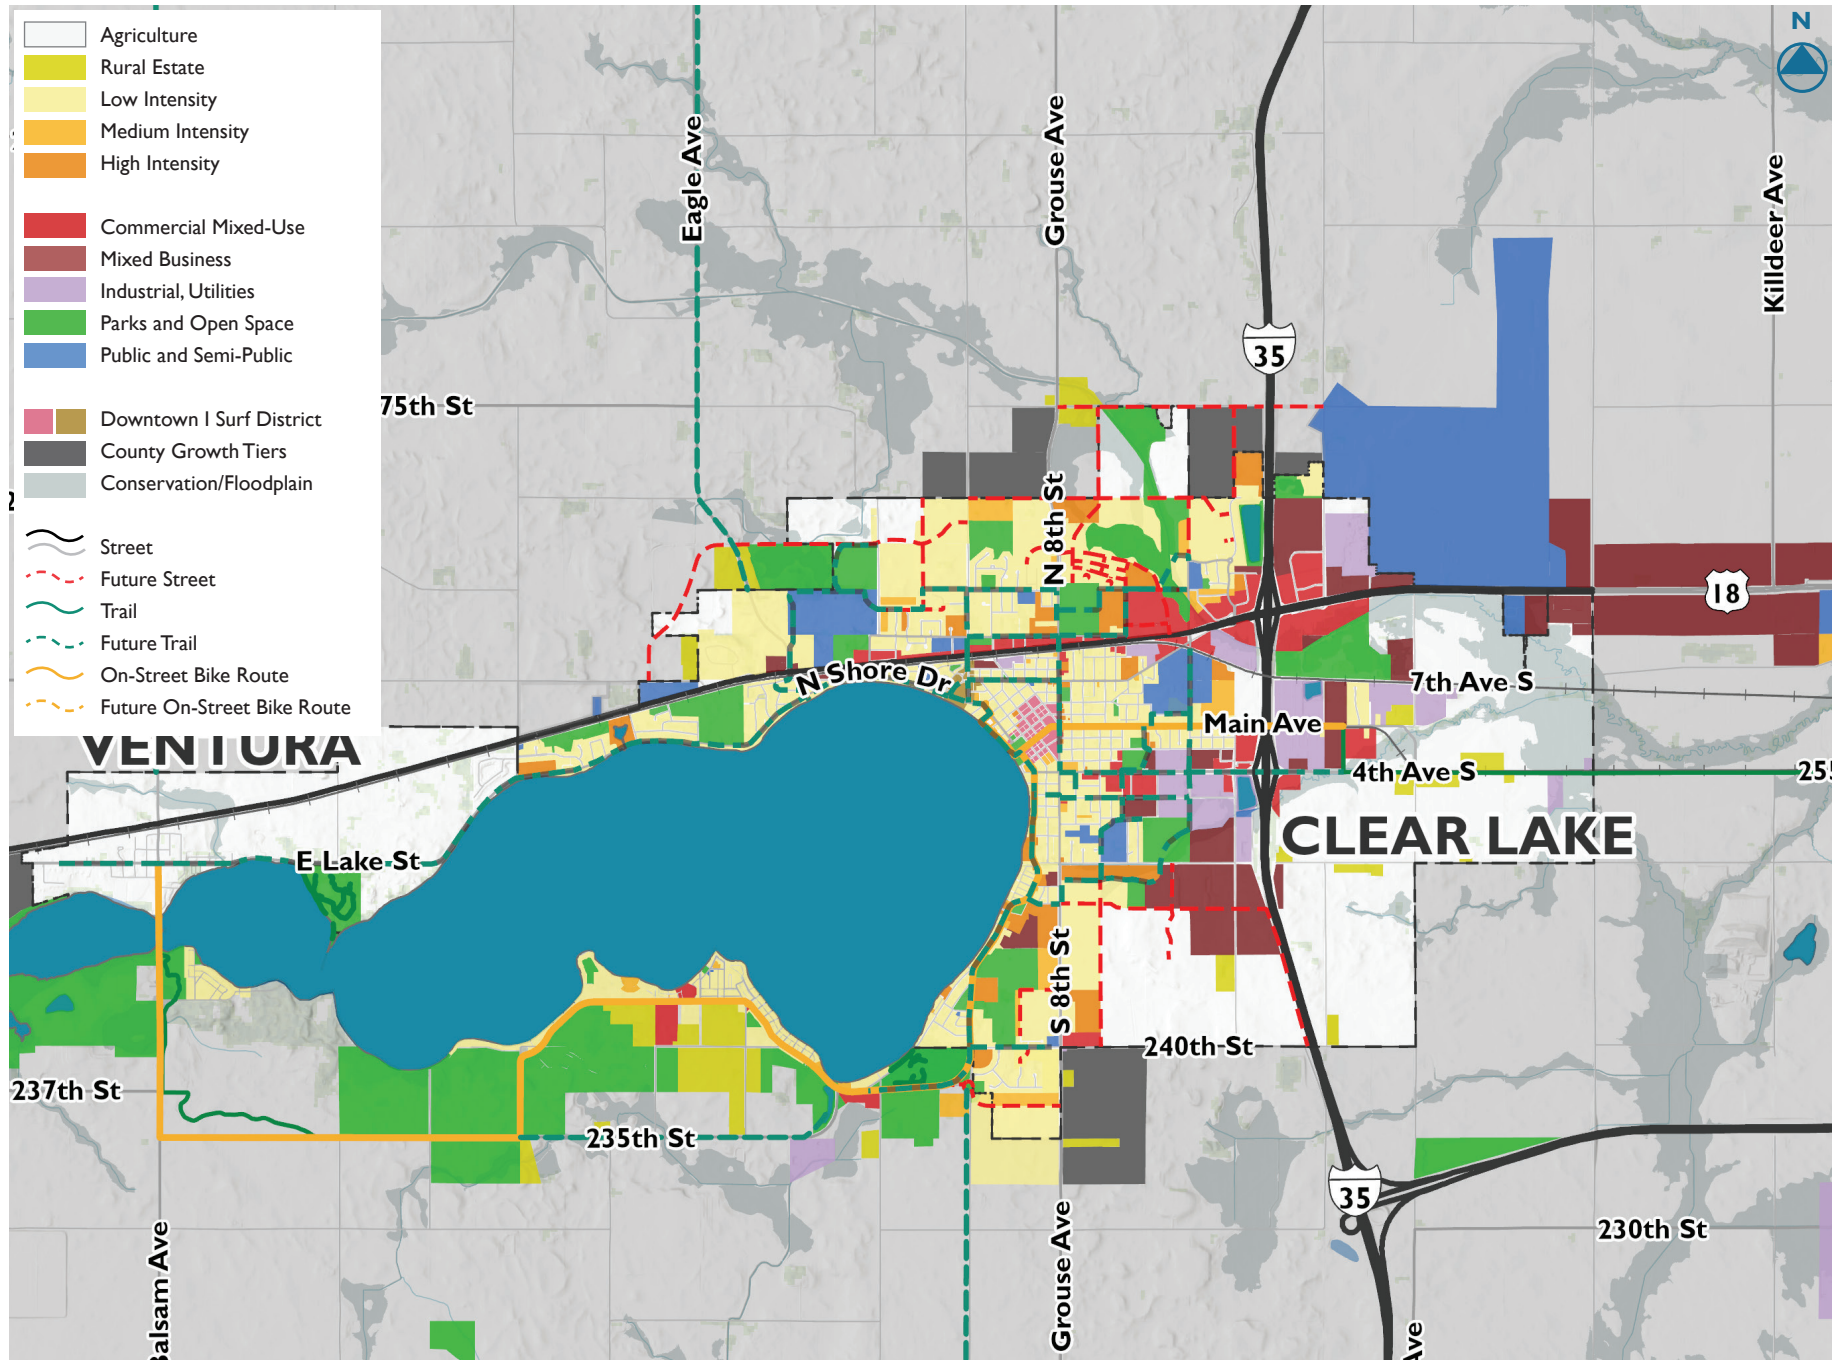 Agriculture
Rural Estate
Low Intensity
Medium Intensity
High Intensity
Commercial Mixed-Use
Mixed Business
Industrial, Utilities
Parks and Open Space
Public and Semi-Public
Downtown I Surf District
County Growth Tiers
Conservation/Floodplain
Street
Future Street
Trail
Future Trail
On-Street Bike Route
Future On-Street Bike Route
N
Eagle Ave
Grouse Ave
Killdeer Ave
35
75th St
N 8th St
18
N Shore Dr
7th Ave S
Main Ave
VENTURA
4th Ave S
255
CLEAR LAKE
E Lake St
S 8th St
240th St
237th St
235th St
35
230th St
Balsam Ave
Grouse Ave
Ave